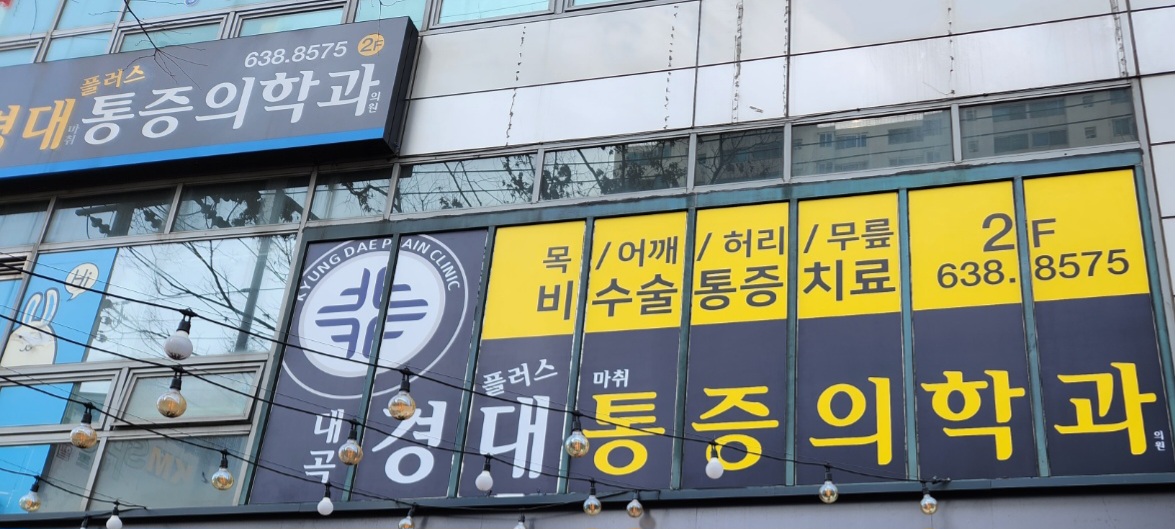 638.8575 2F
플러스
경대마취통증의학과의원
Hi
KYUNG DAE PAIN CLINIC
목/어깨/허리/무릎
비수술통증치료
2F
638.8575
플러스 마취
내곡 경대통증의학과의원